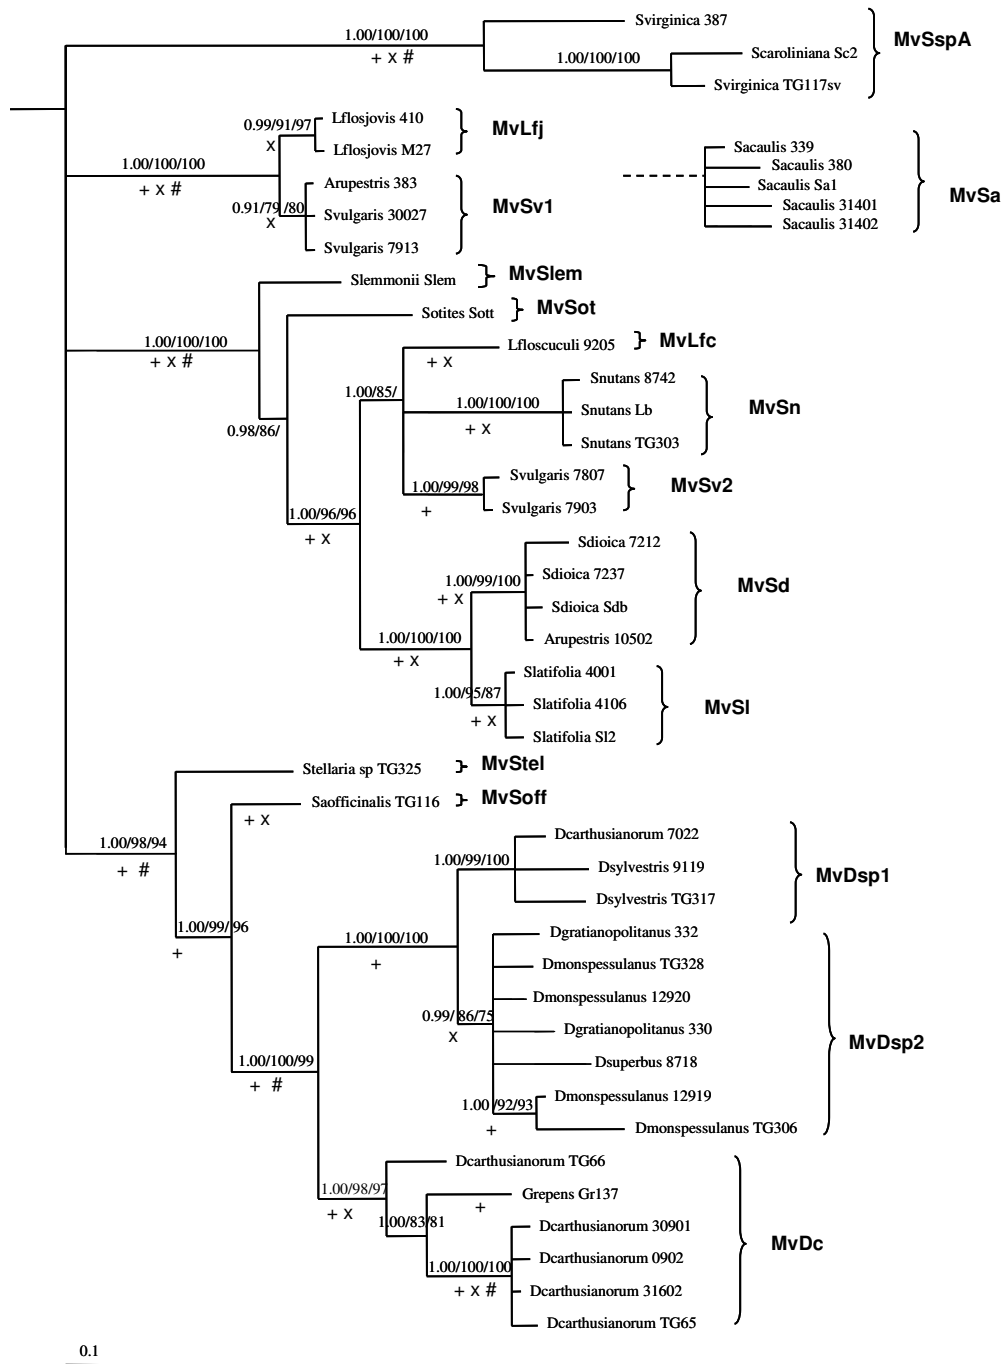 Svirginica 387
1.00/100/100
+ x #
MvSspA
Scaroliniana Sc2
1.00/100/100
Svirginica TG117sv
Lflosjovis 410
0.99/91/97
x
MvLfj
Lflosjovis M27
Sacaulis 339
1.00/100/100
+ x #
Sacaulis 380
Arupestris 383
Sacaulis Sa1
MvSa
0.91/79/80
x
Svulgaris 30027
MvSv1
Sacaulis 31401
Sacaulis 31402
Svulgaris 7913
Slemmonii Slem
MvSlem
Sotites Sott
MvSot
1.00/100/100
+ x #
Lfloscuculi 9205
MvLfc
+ x
Snutans 8742
1.00/85/
1.00/100/100
+ x
Snutans Lb
MvSn
0.98/86/
Snutans TG303
Svulgaris 7807
1.00/99/98
+
MvSv2
Svulgaris 7903
1.00/96/96
+ x
Sdioica 7212
Sdioica 7237
1.00/99/100
+ x
MvSd
Sdioica Sdb
1.00/100/100
+ x
Arupestris 10502
Slatifolia 4001
1.00/95/87
+ x
Slatifolia 4106
MvSl
Slatifolia Sl2
Stellaria sp TG325
MvStel
Saofficinalis TG116
MvSoff
+ x
1.00/98/94
+ #
Dcarthusianorum 7022
1.00/99/100
Dsylvestris 9119
MvDsp1
Dsylvestris TG317
1.00/99/96
+
Dgratianopolitanus 332
1.00/100/100
+
Dmonspessulanus TG328
Dmonspessulanus 12920
0.99/86/75
x
Dgratianopolitanus 330
MvDsp2
1.00/100/99
+ #
Dsuperbus 8718
Dmonspessulanus 12919
1.00/92/93
+
Dmonspessulanus TG306
Dcarthusianorum TG66
1.00/98/97
+ x
Grepens Gr137
+
1.00/83/81
Dcarthusianorum 30901
MvDc
Dcarthusianorum 0902
1.00/100/100
+ x #
Dcarthusianorum 31602
Dcarthusianorum TG65
0.1